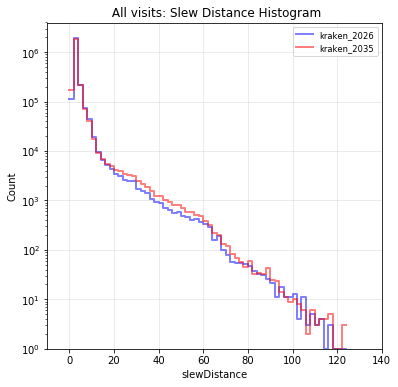 All visits: Slew Distance Histogram
kraken_2026
kraken_2035
10⁶
10⁵
10⁴
10³
10²
10¹
10⁰
Count
0 20 40 60 80 100 120 140
slewDistance